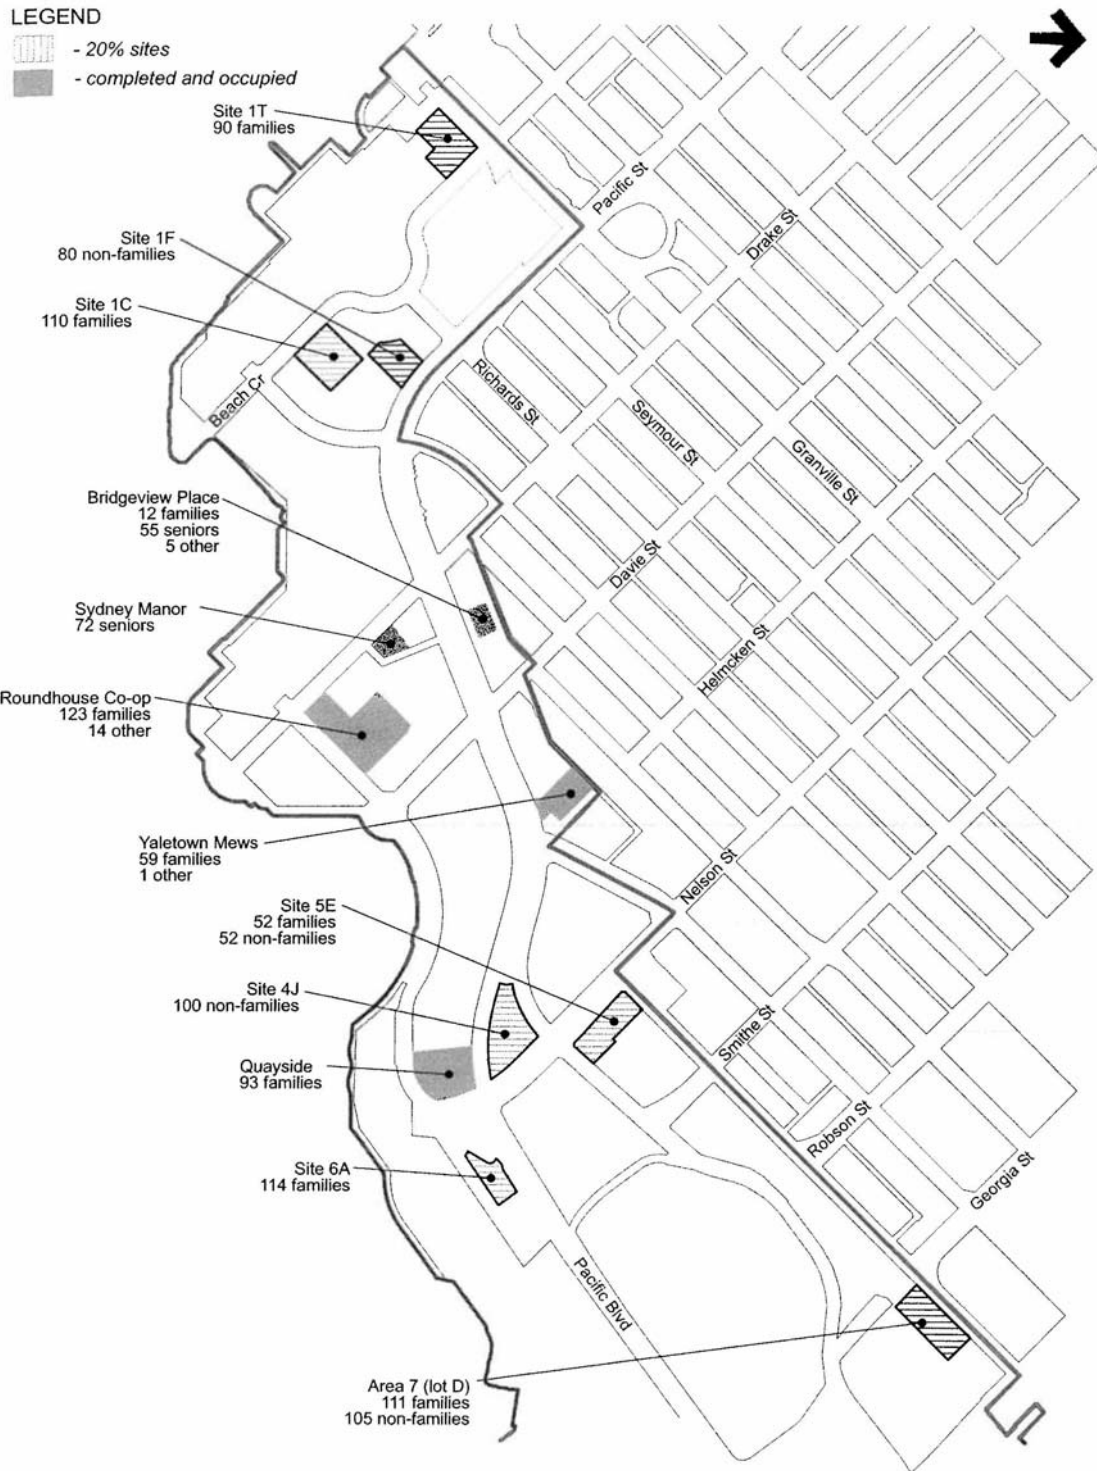 LEGEND
- 20% sites
- completed and occupied
Site 1T
90 families
Site 1F
80 non-families
Site 1C
110 families
Beach Cr
Pacific St
Drake St
Richards St
Seymour St
Granville St
Bridgeview Place
12 families
55 seniors
5 other
Davie St
Sydney Manor
72 seniors
Helmcken St
Roundhouse Co-op
123 families
14 other
Yaletown Mews
59 families
1 other
Nelson St
Site 5E
52 families
52 non-families
Site 4J
100 non-families
Smithe St
Quayside
93 families
Robson St
Site 6A
114 families
Georgia St
Pacific Blvd
Area 7 (lot D)
111 families
105 non-families